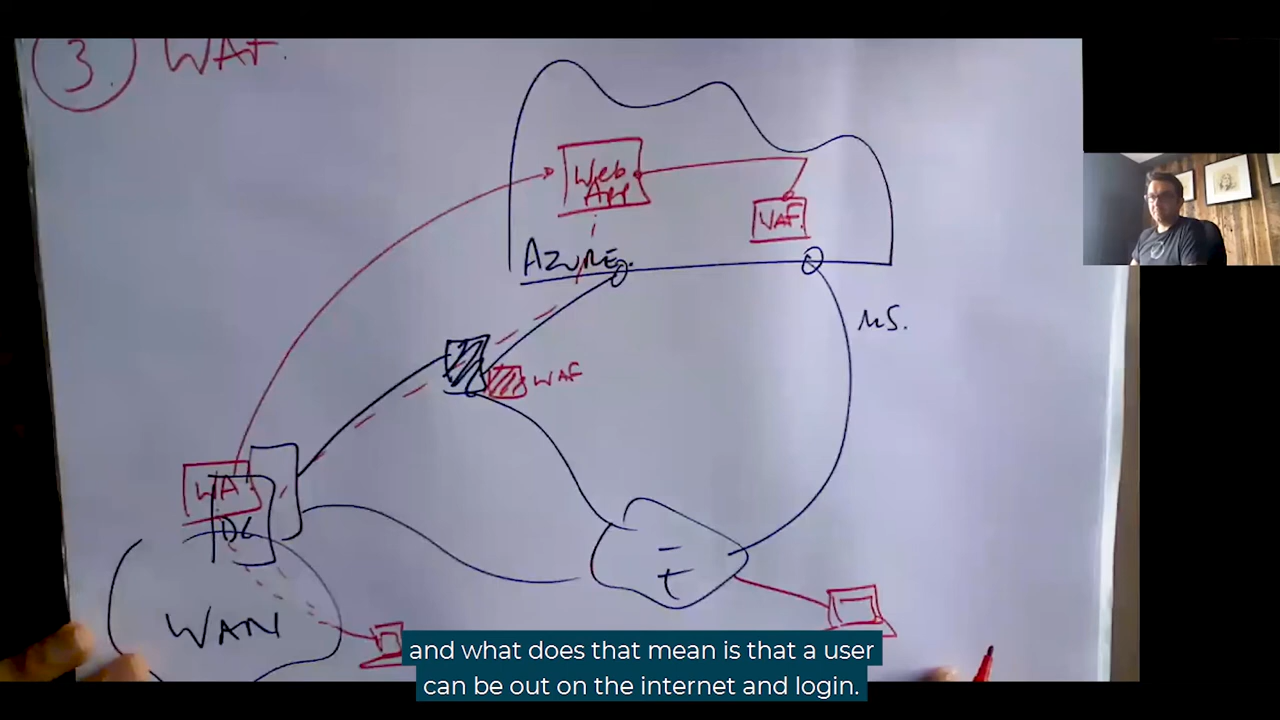 3. WAF.
Web
App
WAF.
AZURE.
MS.
WAF
WA
DC
WAN
and what does that mean is that a user
can be out on the internet and login.